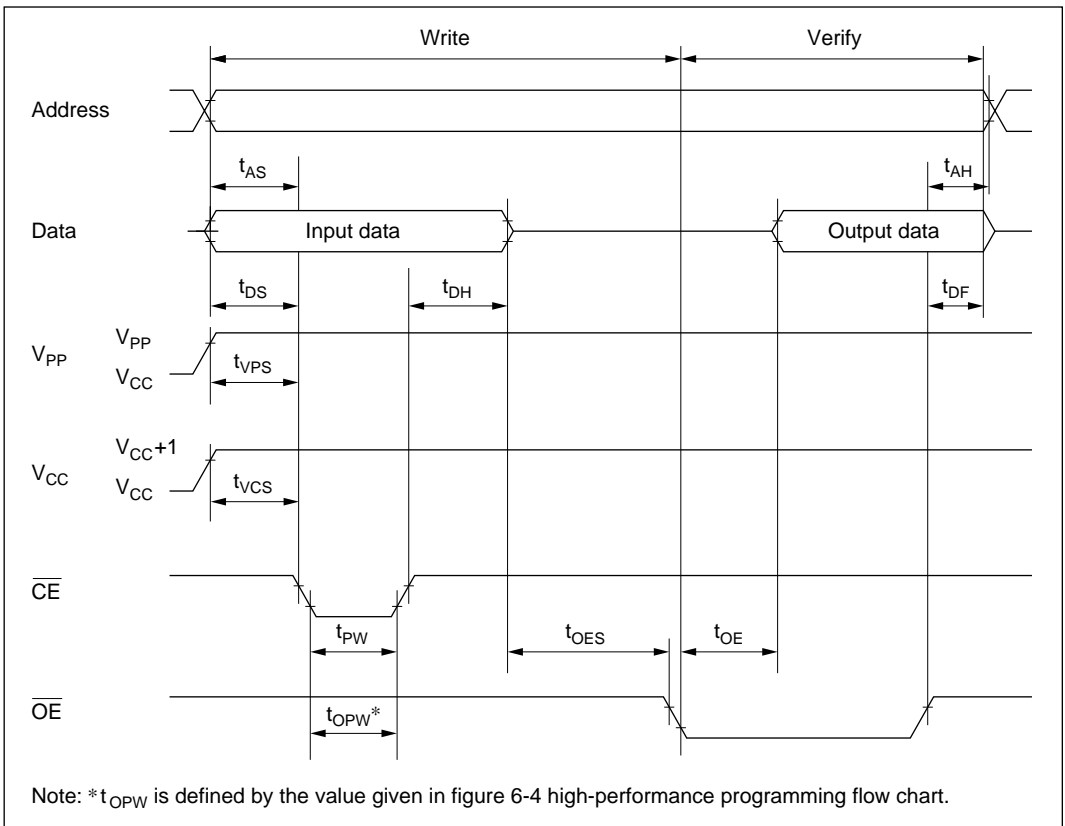 Write Verify
Address
tAS tAH
Data Input data Output data
tDS tDH tDF
VPP
VPP
tVPS
VCC
VCC+1
VCC
tVCS
VCC
CE
tPW tOES tOE
OE
tOPW*
Note: *tOPW is defined by the value given in figure 6-4 high-performance programming flow chart.